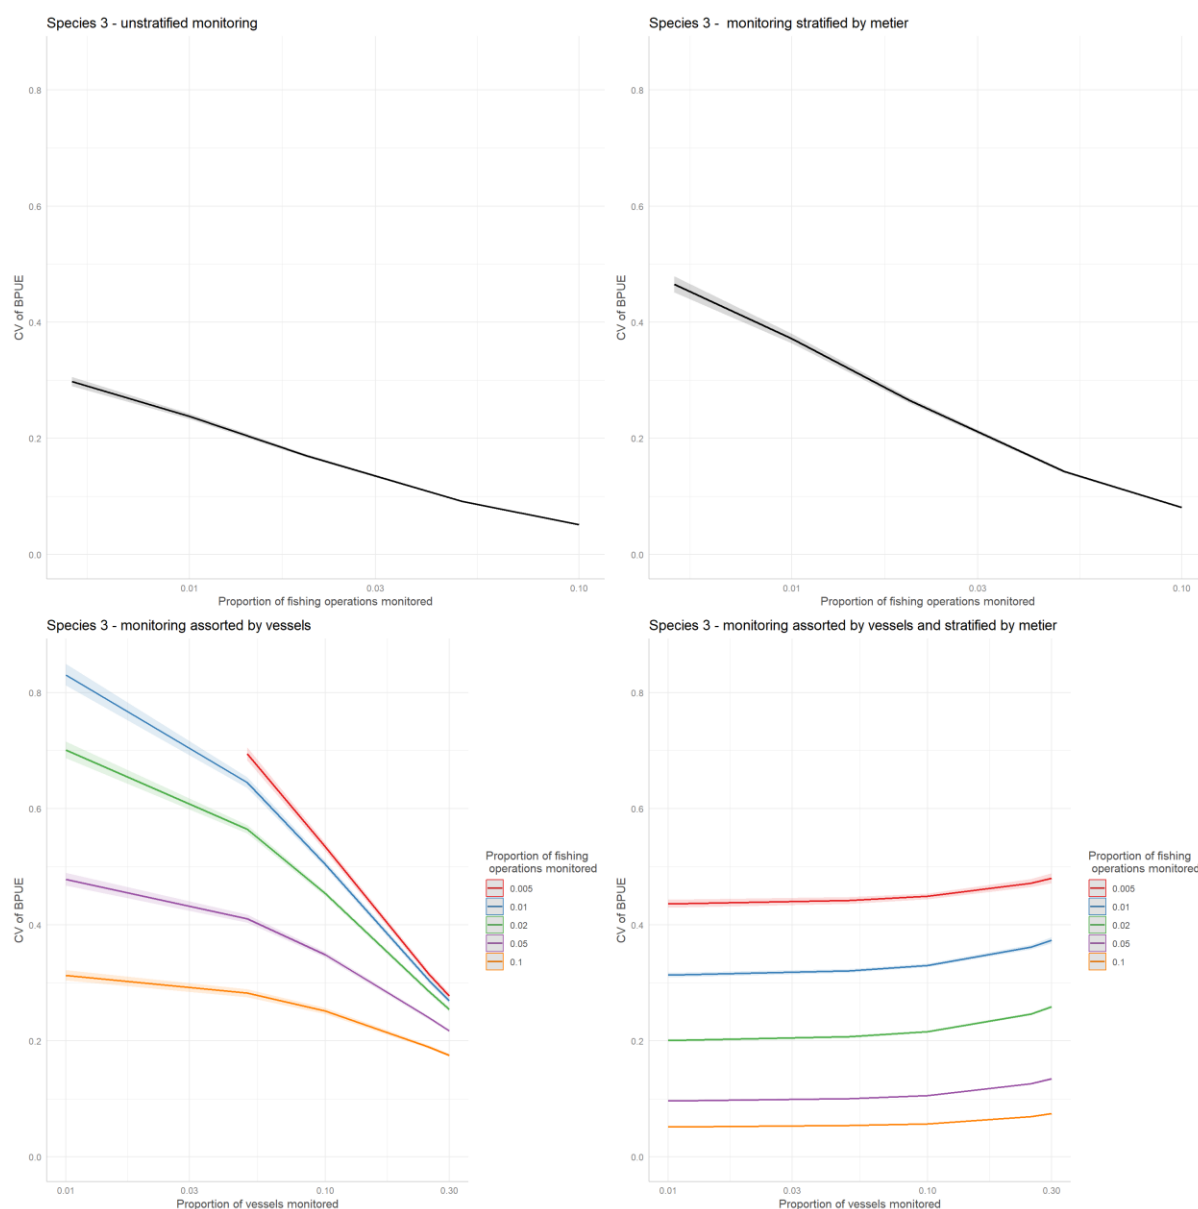 Species 3 - unstratified monitoring
0.8
0.6
0.4
0.2
0.0
CV of BPUE
0.01
0.03
0.10
Proportion of fishing operations monitored
Species 3 -  monitoring stratified by metier
0.8
0.6
0.4
0.2
0.0
CV of BPUE
0.01
0.03
0.10
Proportion of fishing operations monitored
Species 3 - monitoring assorted by vessels
0.8
0.6
0.4
0.2
0.0
CV of BPUE
0.01
0.03
0.10
0.30
Proportion of vessels monitored
Proportion of fishing
operations monitored
0.005
0.01
0.02
0.05
0.1
Species 3 - monitoring assorted by vessels and stratified by metier
0.8
0.6
0.4
0.2
0.0
CV of BPUE
0.01
0.03
0.10
0.30
Proportion of vessels monitored
Proportion of fishing
operations monitored
0.005
0.01
0.02
0.05
0.1